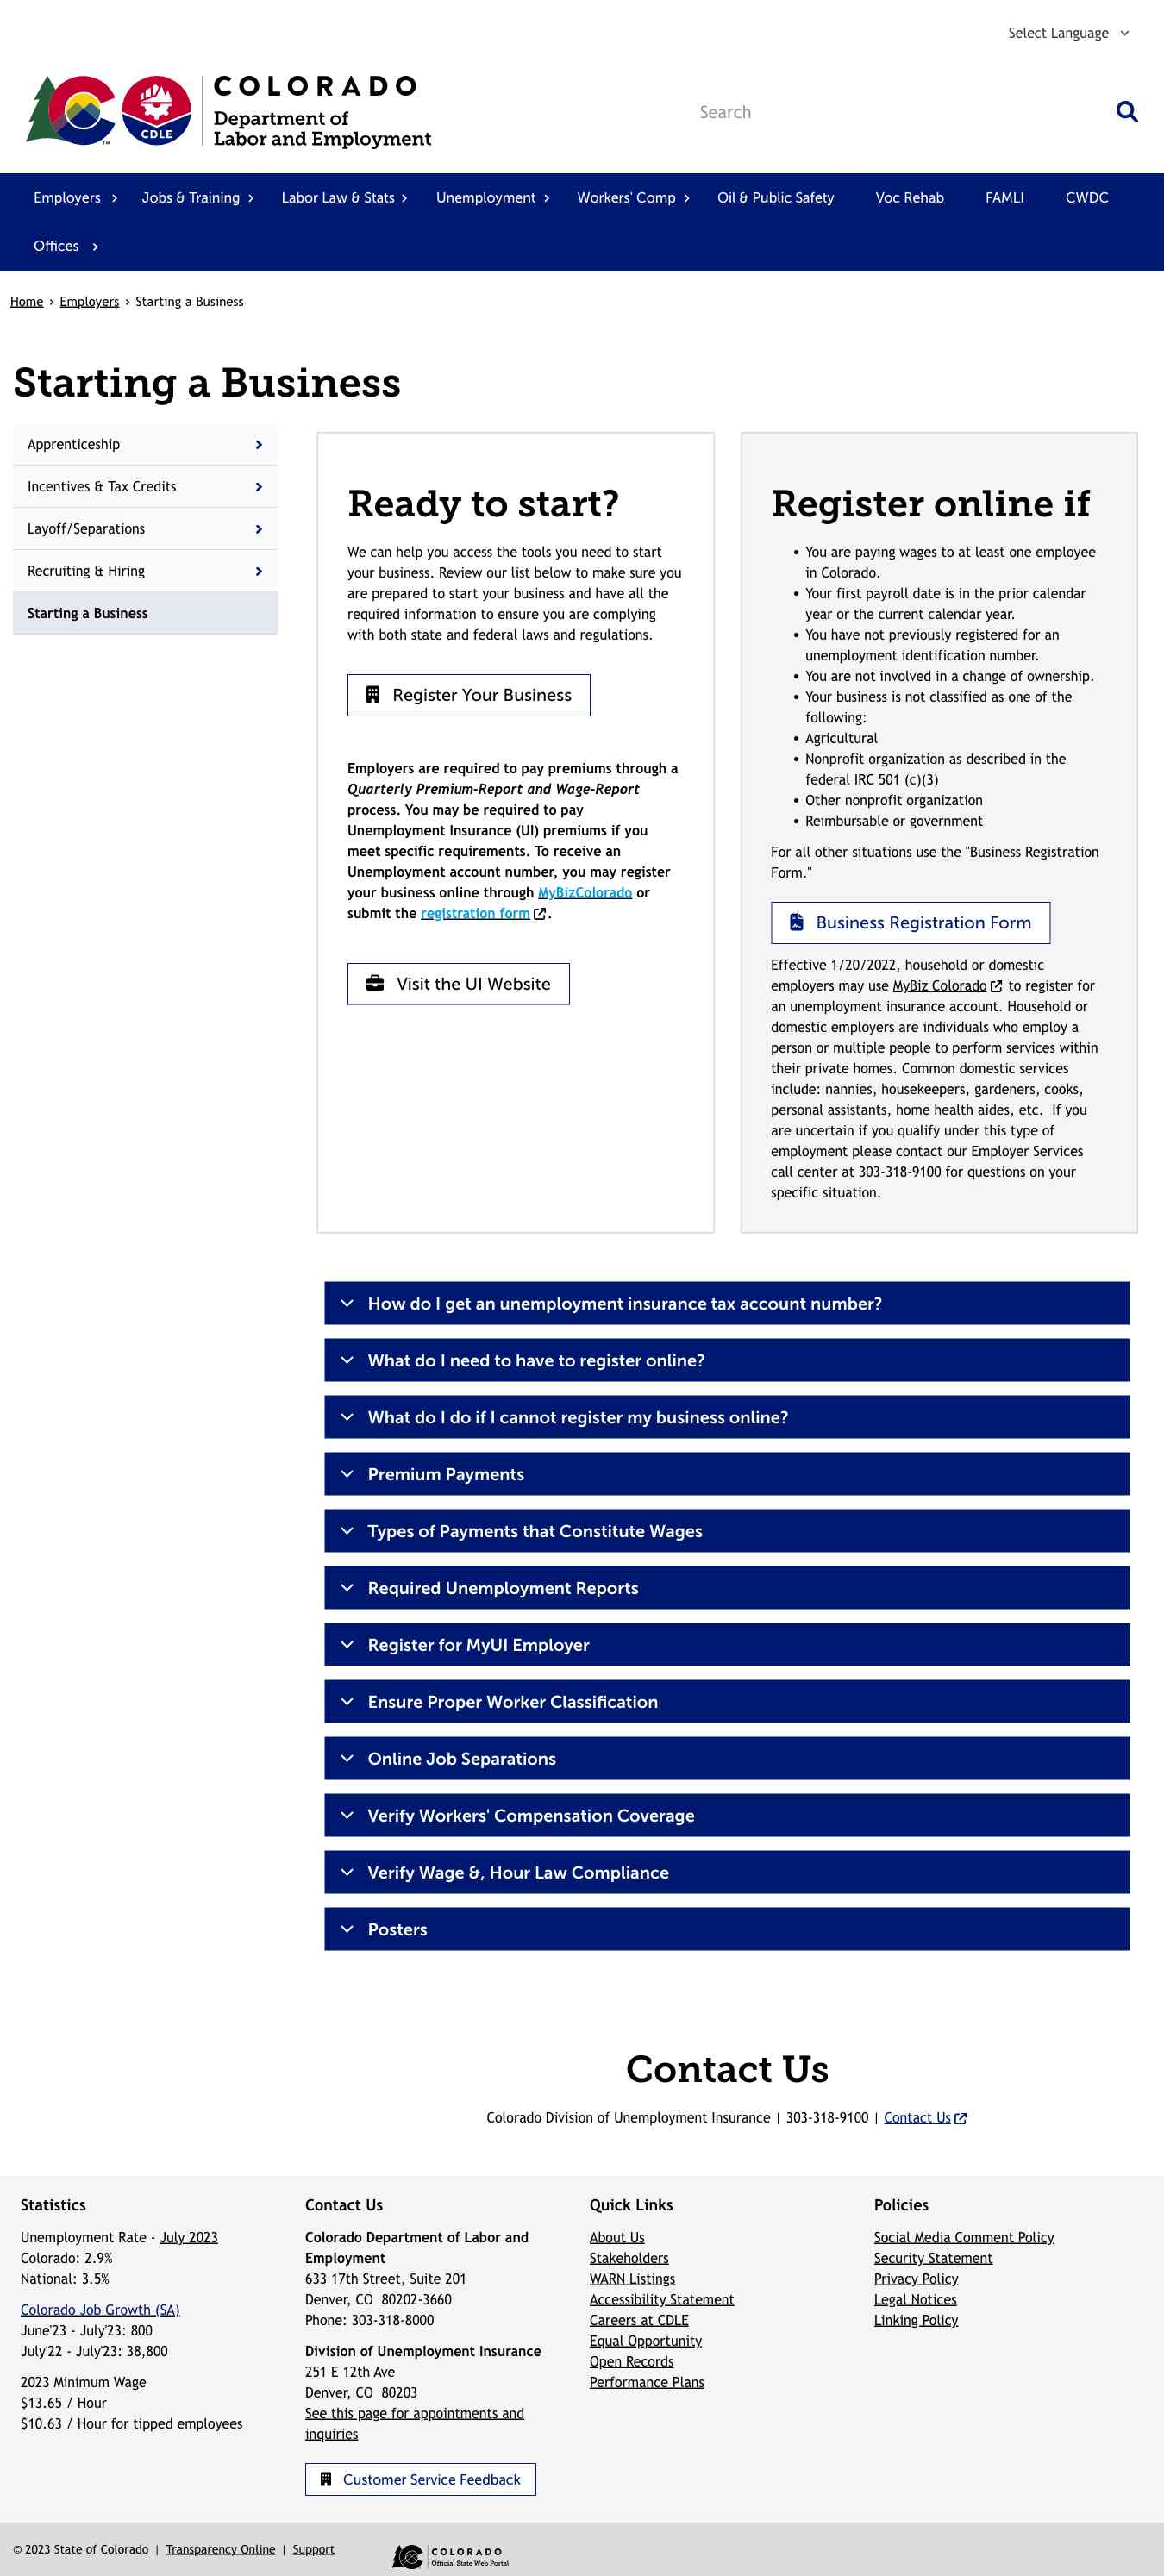 Select Language
CDLE
COLORADO
Department of
Labor and Employment
Search
Employers
Jobs & Training
Labor Law & Stats
Unemployment
Workers' Comp
Oil & Public Safety
Voc Rehab
FAMLI
CWDC
Offices
Home › Employers › Starting a Business
Starting a Business
Apprenticeship
Incentives & Tax Credits
Layoff/Separations
Recruiting & Hiring
Starting a Business
Ready to start?
We can help you access the tools you need to start
your business. Review our list below to make sure you
are prepared to start your business and have all the
required information to ensure you are complying
with both state and federal laws and regulations.
Register Your Business
Employers are required to pay premiums through a
Quarterly Premium-Report and Wage-Report
process. You may be required to pay
Unemployment Insurance (UI) premiums if you
meet specific requirements. To receive an
Unemployment account number, you may register
your business online through MyBizColorado or
submit the registration form.
Visit the UI Website
Register online if
• You are paying wages to at least one employee
in Colorado.
• Your first payroll date is in the prior calendar
year or the current calendar year.
• You have not previously registered for an
unemployment identification number.
• You are not involved in a change of ownership.
• Your business is not classified as one of the
following:
• Agricultural
• Nonprofit organization as described in the
federal IRC 501 (c)(3)
• Other nonprofit organization
• Reimbursable or government
For all other situations use the "Business Registration
Form."
Business Registration Form
Effective 1/20/2022, household or domestic
employers may use MyBiz Colorado to register for
an unemployment insurance account. Household or
domestic employers are individuals who employ a
person or multiple people to perform services within
their private homes. Common domestic services
include: nannies, housekeepers, gardeners, cooks,
personal assistants, home health aides, etc.  If you
are uncertain if you qualify under this type of
employment please contact our Employer Services
call center at 303-318-9100 for questions on your
specific situation.
How do I get an unemployment insurance tax account number?
What do I need to have to register online?
What do I do if I cannot register my business online?
Premium Payments
Types of Payments that Constitute Wages
Required Unemployment Reports
Register for MyUI Employer
Ensure Proper Worker Classification
Online Job Separations
Verify Workers' Compensation Coverage
Verify Wage &, Hour Law Compliance
Posters
Contact Us
Colorado Division of Unemployment Insurance | 303-318-9100 | Contact Us
Statistics
Unemployment Rate - July 2023
Colorado: 2.9%
National: 3.5%
Colorado Job Growth (SA)
June'23 - July'23: 800
July'22 - July'23: 38,800
2023 Minimum Wage
$13.65 / Hour
$10.63 / Hour for tipped employees
Contact Us
Colorado Department of Labor and
Employment
633 17th Street, Suite 201
Denver, CO  80202-3660
Phone: 303-318-8000
Division of Unemployment Insurance
251 E 12th Ave
Denver, CO  80203
See this page for appointments and
inquiries
Customer Service Feedback
Quick Links
About Us
Stakeholders
WARN Listings
Accessibility Statement
Careers at CDLE
Equal Opportunity
Open Records
Performance Plans
Policies
Social Media Comment Policy
Security Statement
Privacy Policy
Legal Notices
Linking Policy
© 2023 State of Colorado | Transparency Online | Support
COLORADO
Official State Web Portal